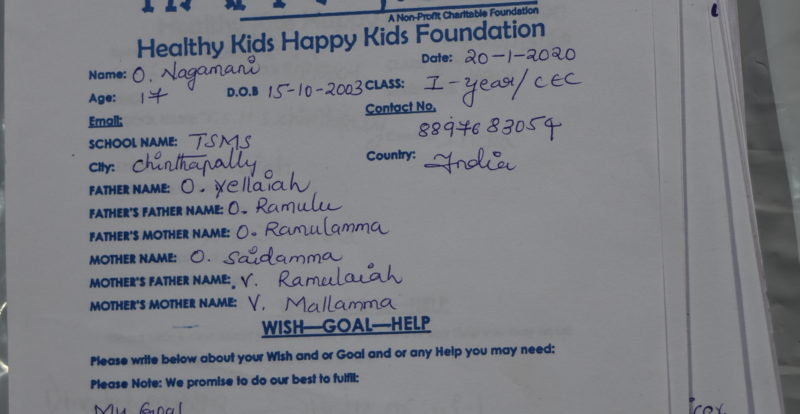 A Non-Profit Charitable Foundation
Healthy Kids Happy Kids Foundation
Name: O. Nagamani Date: 20-1-2020
Age: 17 D.O.B 15-10-2003 CLASS: I-year/CEC
Email: Contact No.
8897683054
SCHOOL NAME: TSMS
City: Chinthapally Country: India
FATHER NAME: O. Yellaiah
FATHER'S FATHER NAME: O. Ramulu
FATHER'S MOTHER NAME: O. Ramulamma
MOTHER NAME: O. Saidamma
MOTHER'S FATHER NAME: V. Ramulaiah
MOTHER'S MOTHER NAME: V. Mallamma
WISH—GOAL—HELP
Please write below about your Wish and or Goal and or any Help you may need:
Please Note: We promise to do our best to fulfil:
My Goal